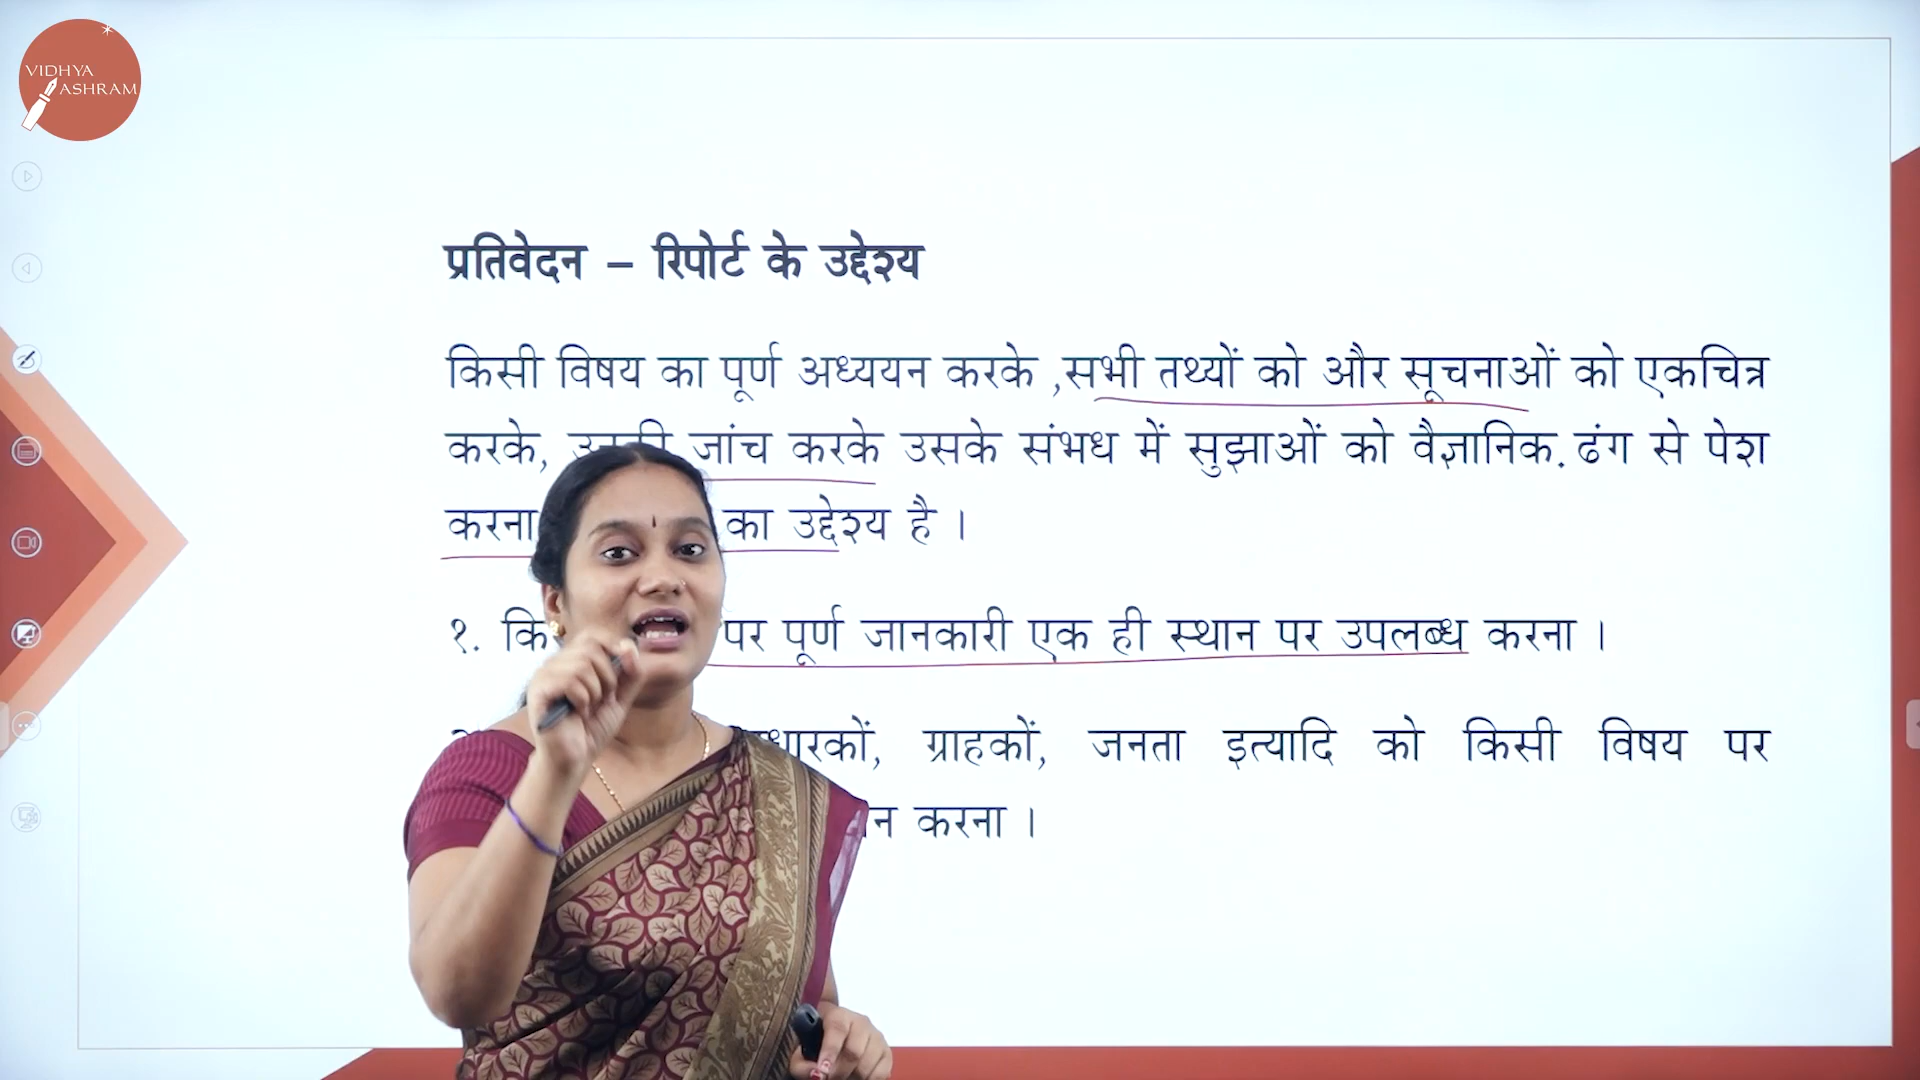 VIDHYA
ASHRAM
प्रतिवेदन – रिपोर्ट के उद्देश्य
किसी विषय का पूर्ण अध्ययन करके ,सभी तथ्यों को और सूचनाओं को एकचित्र
करके, जांच करके उसके संभध में सुझाओं को वैज्ञानिक. ढंग से पेश
करना का उद्देश्य है ।
१. पर पूर्ण जानकारी एक ही स्थान पर उपलब्ध करना ।
ग्राहकों, जनता इत्यादि को किसी विषय पर
करना ।